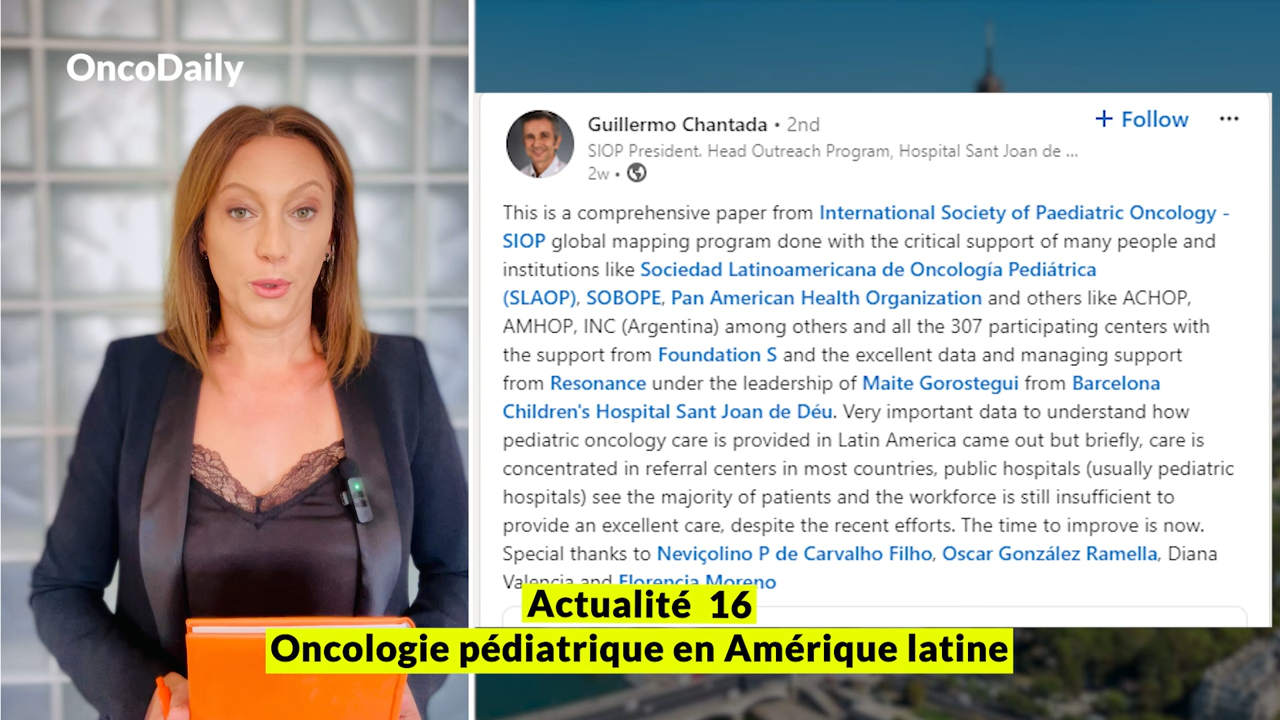 OncoDaily
Guillermo Chantada • 2nd
+ Follow
...
SIOP President. Head Outreach Program, Hospital Sant Joan de ...
2w •
This is a comprehensive paper from International Society of Paediatric Oncology -
SIOP global mapping program done with the critical support of many people and
institutions like Sociedad Latinoamericana de Oncología Pediátrica
(SLAOP), SOBOPE, Pan American Health Organization and others like ACHOP,
AMHOP, INC (Argentina) among others and all the 307 participating centers with
the support from Foundation S and the excellent data and managing support
from Resonance under the leadership of Maite Gorostegui from Barcelona
Children's Hospital Sant Joan de Déu. Very important data to understand how
pediatric oncology care is provided in Latin America came out but briefly, care is
concentrated in referral centers in most countries, public hospitals (usually pediatric
hospitals) see the majority of patients and the workforce is still insufficient to
provide an excellent care, despite the recent efforts. The time to improve is now.
Special thanks to Neviçolino P de Carvalho Filho, Oscar González Ramella, Diana
Valencia and Florencia Moreno
Actualité 16
Oncologie pédiatrique en Amérique latine